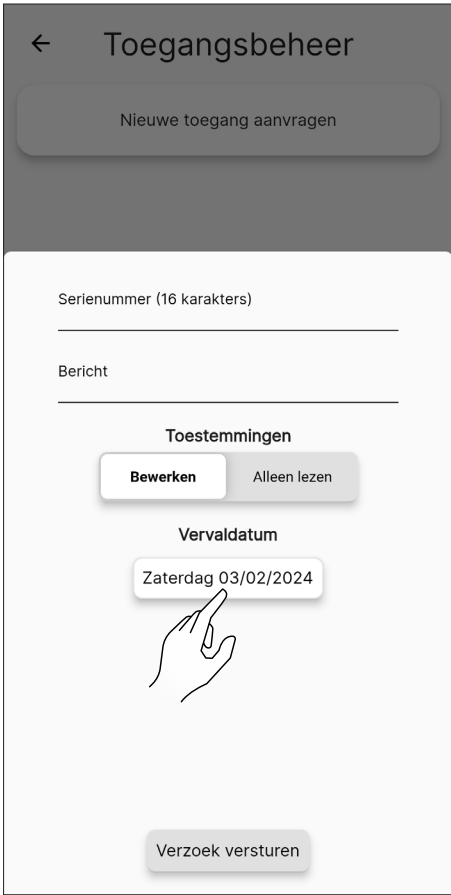 Toegangsbeheer
Nieuwe toegang aanvragen
Serienummer (16 karakters)
Bericht
Toestemmingen
Bewerken Alleen lezen
Vervaldatum
Zaterdag 03/02/2024
Verzoek versturen